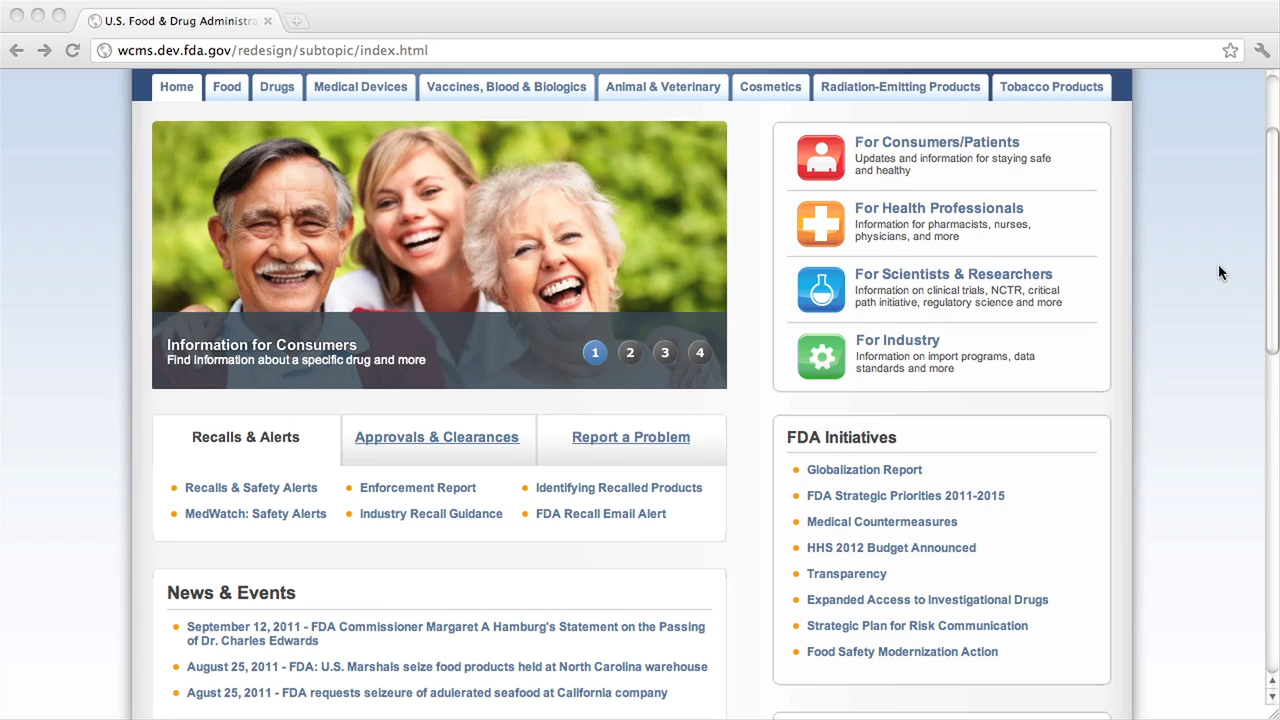 U.S. Food & Drug Administra
wcms.dev.fda.gov/redesign/subtopic/index.html
Home Food Drugs Medical Devices Vaccines, Blood & Biologics Animal & Veterinary Cosmetics Radiation-Emitting Products Tobacco Products
Information for Consumers
Find information about a specific drug and more
1 2 3 4
For Consumers/Patients
Updates and information for staying safe
and healthy
For Health Professionals
Information for pharmacists, nurses,
physicians, and more
For Scientists & Researchers
Information on clinical trials, NCTR, critical
path initiative, regulatory science and more
For Industry
Information on import programs, data
standards and more
Recalls & Alerts Approvals & Clearances Report a Problem
Recalls & Safety Alerts Enforcement Report Identifying Recalled Products
MedWatch: Safety Alerts Industry Recall Guidance FDA Recall Email Alert
FDA Initiatives
Globalization Report
FDA Strategic Priorities 2011-2015
Medical Countermeasures
HHS 2012 Budget Announced
Transparency
Expanded Access to Investigational Drugs
Strategic Plan for Risk Communication
Food Safety Modernization Action
News & Events
September 12, 2011 - FDA Commissioner Margaret A Hamburg's Statement on the Passing
of Dr. Charles Edwards
August 25, 2011 - FDA: U.S. Marshals seize food products held at North Carolina warehouse
Agust 25, 2011 - FDA requests seizeure of adulerated seafood at California company